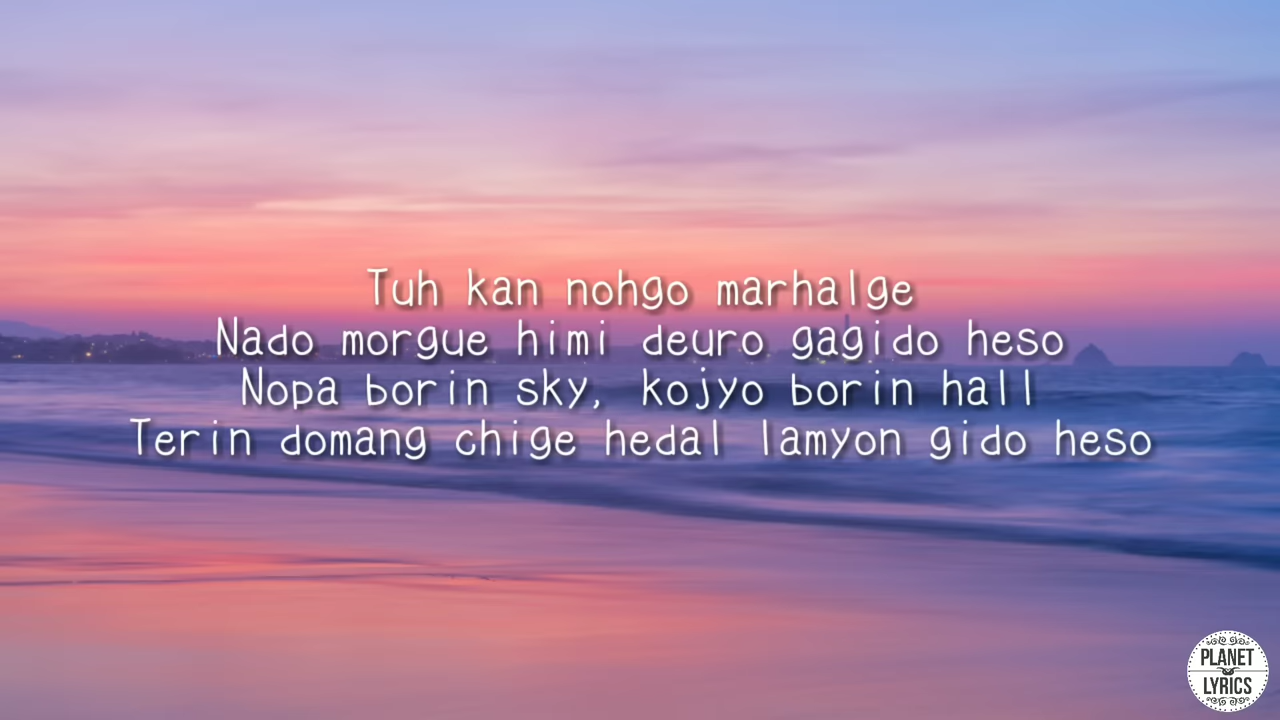 Tuh kan nohgo marhalge
Nado morgue himi deuro gagido heso
Nopa borin sky, kojyo borin hall
Terin domang chige hedal lamyon gido heso
PLANET
LYRICS